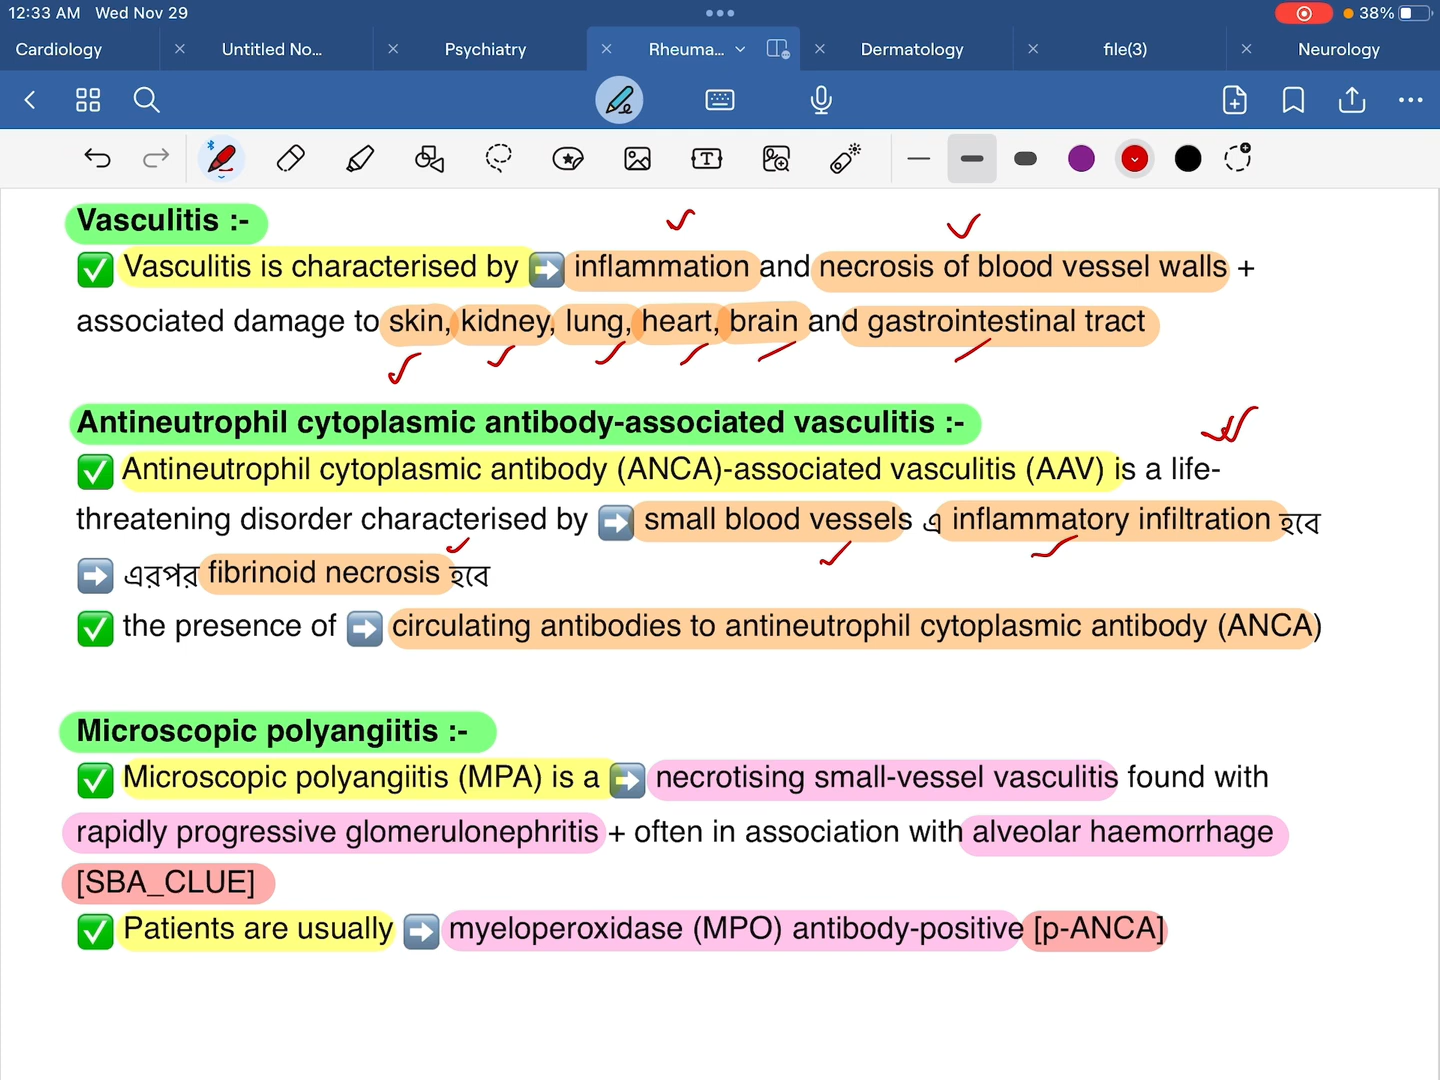 12:33 AM Wed Nov 29
38%
Cardiology
Untitled No...
Psychiatry
Rheuma...
Dermatology
file(3)
Neurology
Vasculitis :-
✅ Vasculitis is characterised by ➡️ inflammation and necrosis of blood vessel walls +
associated damage to skin, kidney, lung, heart, brain and gastrointestinal tract
Antineutrophil cytoplasmic antibody-associated vasculitis :-
✅ Antineutrophil cytoplasmic antibody (ANCA)-associated vasculitis (AAV) is a life-
threatening disorder characterised by ➡️ small blood vessels এ inflammatory infiltration হবে
➡️ এরপর fibrinoid necrosis হবে
✅ the presence of ➡️ circulating antibodies to antineutrophil cytoplasmic antibody (ANCA)
Microscopic polyangiitis :-
✅ Microscopic polyangiitis (MPA) is a ➡️ necrotising small-vessel vasculitis found with
rapidly progressive glomerulonephritis + often in association with alveolar haemorrhage
[SBA_CLUE]
✅ Patients are usually ➡️ myeloperoxidase (MPO) antibody-positive [p-ANCA]